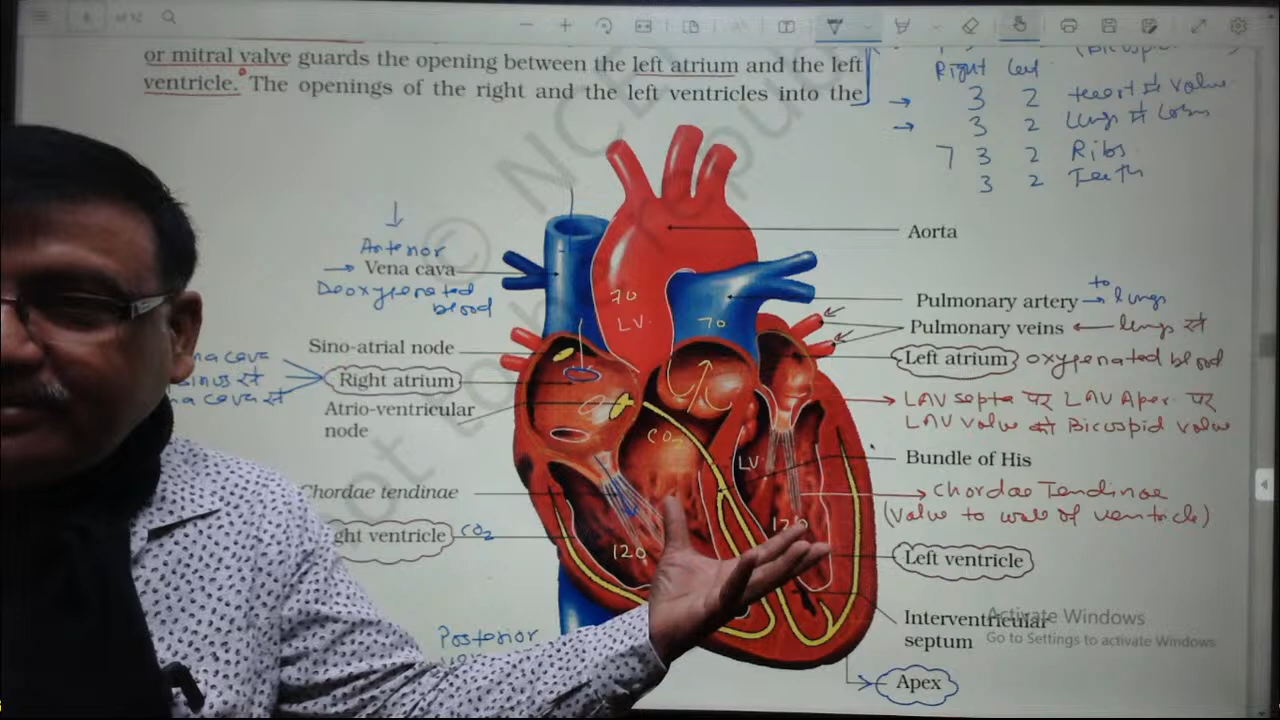 or mitral valve guards the opening between the left atrium and the left
ventricle. The openings of the right and the left ventricles into the
Right Left
→ 3 2
→ 3 2
7 3 2 Ribs
3 2 Teeth
© NCE
not to
Anterior
→ Vena cava
Deoxygenated
blood
Sino-atrial node
Right atrium
Atrio-ventricular
node
Chordae tendinae
ght ventricle CO2
Posterior
Aorta
Pulmonary artery → to lungs
Pulmonary veins ← lungs से
Left atrium oxygenated blood
LAV septa पर LAV Aper. पर
LAV Valve Bicuspid valve
Bundle of His
Chordae Tendinae
(Valve to wall of ventricle)
Left ventricle
Interventricular
septum
Apex
70
LV
70
CO2
LV
120
120
Activate Windows
Go to Settings to activate Windows